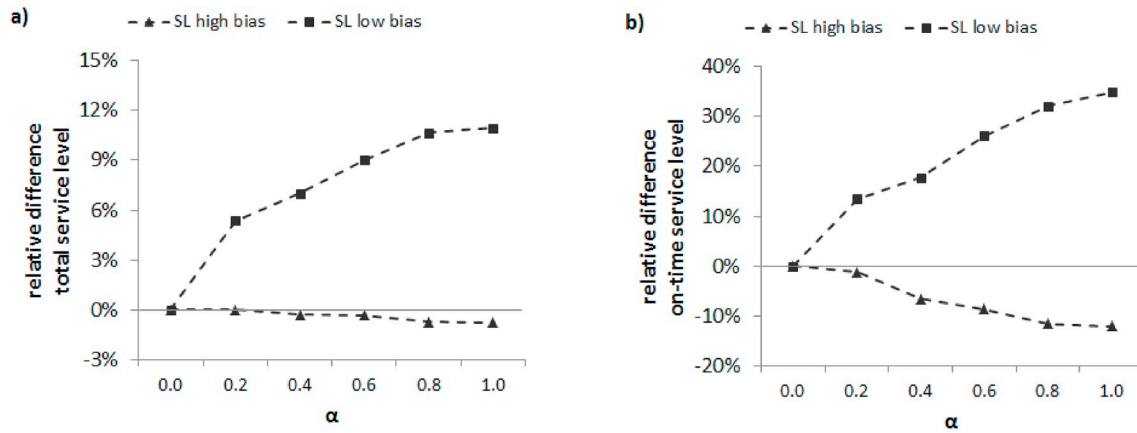 a)
SL high bias SL low bias
15%
12%
9%
6%
3%
0%
-3%
relative difference
total service level
0.0 0.2 0.4 0.6 0.8 1.0
α
b)
SL high bias SL low bias
40%
30%
20%
10%
0%
-10%
-20%
relative difference
on-time service level
0.0 0.2 0.4 0.6 0.8 1.0
α